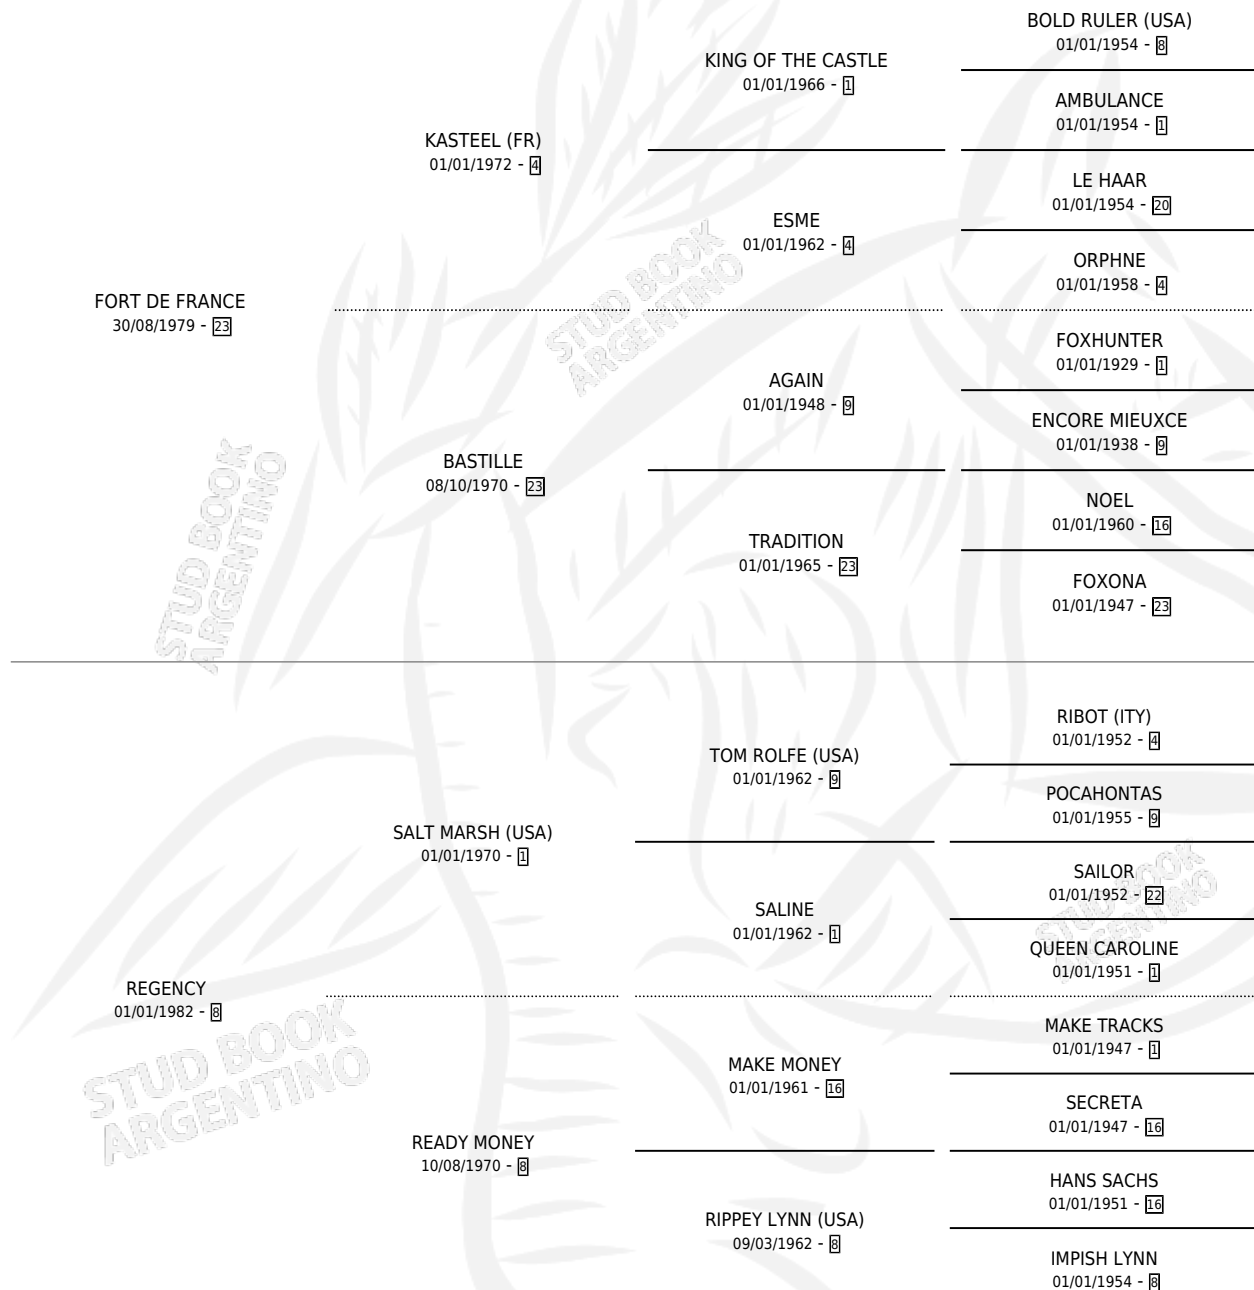 BOLD RULER (USA)
01/01/1954 - 8
KING OF THE CASTLE
01/01/1966 - 1
AMBULANCE
01/01/1954 - 1
KASTEEL (FR)
01/01/1972 - 4
LE HAAR
01/01/1954 - 20
ESME
01/01/1962 - 4
ORPHNE
01/01/1958 - 4
FORT DE FRANCE
30/08/1979 - 23
FOXHUNTER
01/01/1929 - 1
AGAIN
01/01/1948 - 9
ENCORE MIEUXCE
01/01/1938 - 9
BASTILLE
08/10/1970 - 23
NOEL
01/01/1960 - 16
TRADITION
01/01/1965 - 23
FOXONA
01/01/1947 - 23
RIBOT (ITY)
01/01/1952 - 4
TOM ROLFE (USA)
01/01/1962 - 9
POCAHONTAS
01/01/1955 - 9
SALT MARSH (USA)
01/01/1970 - 1
SAILOR
01/01/1952 - 22
SALINE
01/01/1962 - 1
QUEEN CAROLINE
01/01/1951 - 1
REGENCY
01/01/1982 - 8
MAKE TRACKS
01/01/1947 - 1
MAKE MONEY
01/01/1961 - 16
SECRETA
01/01/1947 - 16
READY MONEY
10/08/1970 - 8
HANS SACHS
01/01/1951 - 16
RIPPEY LYNN (USA)
09/03/1962 - 8
IMPISH LYNN
01/01/1954 - 8
STUD BOOK
ARGENTINO
STUD BOOK
ARGENTINO
STUD BOOK
ARGENTINO
STUD BOOK
ARGENTINO